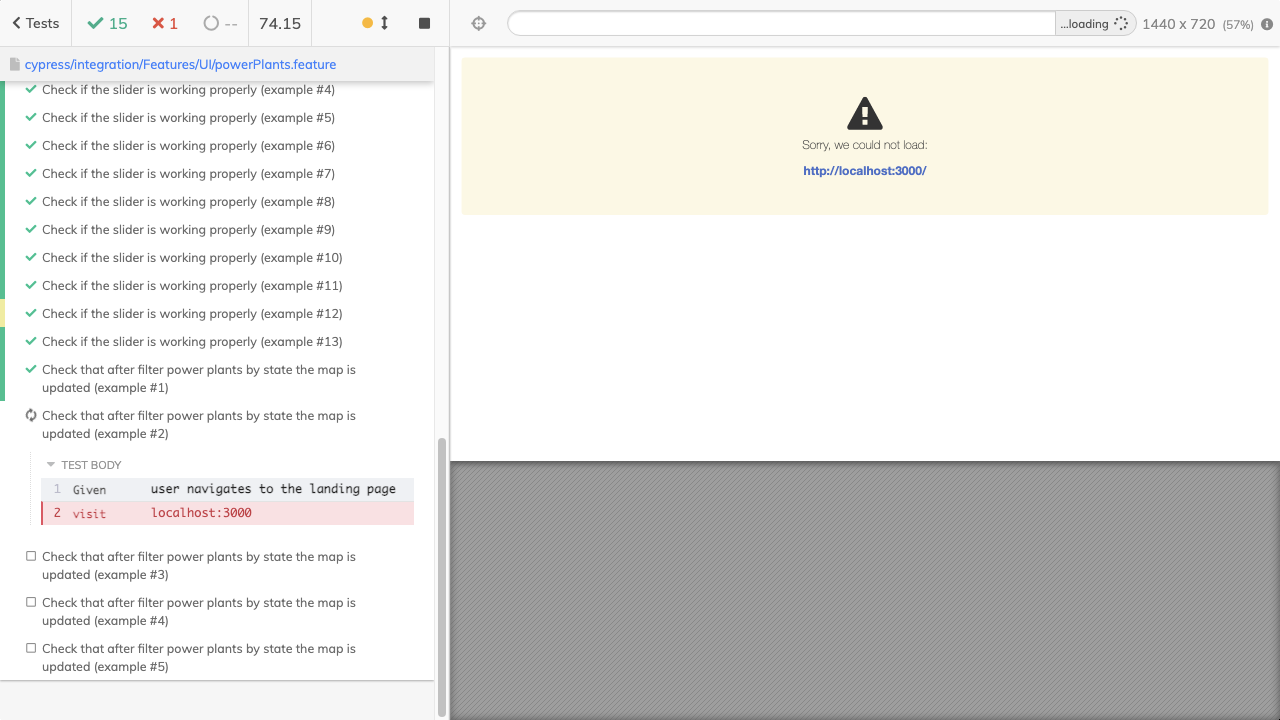 Tests
15
1
--
74.15
...loading
1440 x 720 (57%)
cypress/integration/Features/UI/powerPlants.feature
Check if the slider is working properly (example #4)
Check if the slider is working properly (example #5)
Check if the slider is working properly (example #6)
Check if the slider is working properly (example #7)
Check if the slider is working properly (example #8)
Check if the slider is working properly (example #9)
Check if the slider is working properly (example #10)
Check if the slider is working properly (example #11)
Check if the slider is working properly (example #12)
Check if the slider is working properly (example #13)
Check that after filter power plants by state the map is
updated (example #1)
Check that after filter power plants by state the map is
updated (example #2)
TEST BODY
1 Given user navigates to the landing page
2 visit localhost:3000
Check that after filter power plants by state the map is
updated (example #3)
Check that after filter power plants by state the map is
updated (example #4)
Check that after filter power plants by state the map is
updated (example #5)
Sorry, we could not load:
http://localhost:3000/